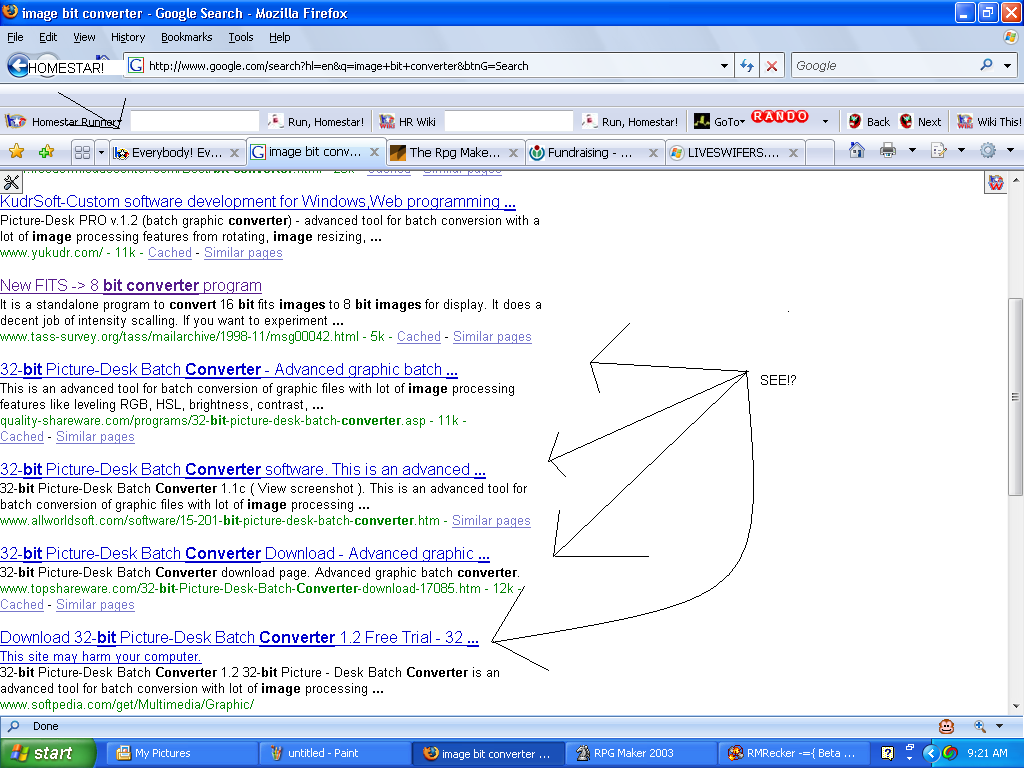 image bit converter - Google Search - Mozilla Firefox
File Edit View History Bookmarks Tools Help
HOMESTAR! http://www.google.com/search?hl=en&q=image+bit+converter&btnG=Search Google
Homestar Runner Run, Homestar! HR Wiki Run, Homestar! GoTo RANDO Back Next Wiki This!
Everybody! Ev... image bit conv... The Rpg Make... Fundraising - ... LIVESWIFERS....
KudrSoft-Custom software development for Windows,Web programming ...
Picture-Desk PRO v.1.2 (batch graphic converter) - advanced tool for batch conversion with a
lot of image processing features from rotating, image resizing, ...
www.yukudr.com/ - 11k - Cached - Similar pages
New FITS -> 8 bit converter program
It is a standalone program to convert 16 bit fits images to 8 bit images for display. It does a
decent job of intensity scalling. If you want to experiment ...
www.tass-survey.org/tass/mailarchive/1998-11/msg00042.html - 5k - Cached - Similar pages
32-bit Picture-Desk Batch Converter - Advanced graphic batch ...
SEE!?
This is an advanced tool for batch conversion of graphic files with lot of image processing
features like leveling RGB, HSL, brightness, contrast, ...
quality-shareware.com/programs/32-bit-picture-desk-batch-converter.asp - 11k -
Cached - Similar pages
32-bit Picture-Desk Batch Converter software. This is an advanced ...
32-bit Picture-Desk Batch Converter 1.1c ( View screenshot ). This is an advanced tool for
batch conversion of graphic files with lot of image processing ...
www.allworldsoft.com/software/15-201-bit-picture-desk-batch-converter.htm - Similar pages
32-bit Picture-Desk Batch Converter Download - Advanced graphic ...
32-bit Picture-Desk Batch Converter download page. Advanced graphic batch converter.
www.topshareware.com/32-bit-Picture-Desk-Batch-Converter-download-17085.htm - 12k -
Cached - Similar pages
Download 32-bit Picture-Desk Batch Converter 1.2 Free Trial - 32 ...
This site may harm your computer.
32-bit Picture-Desk Batch Converter 1.2 32-bit Picture - Desk Batch Converter is an
advanced tool for batch conversion with lot of image processing ...
www.softpedia.com/get/Multimedia/Graphic/
Done
start My Pictures untitled - Paint image bit converter ... RPG Maker 2003 RMRecker -={ Beta ... 9:21 AM